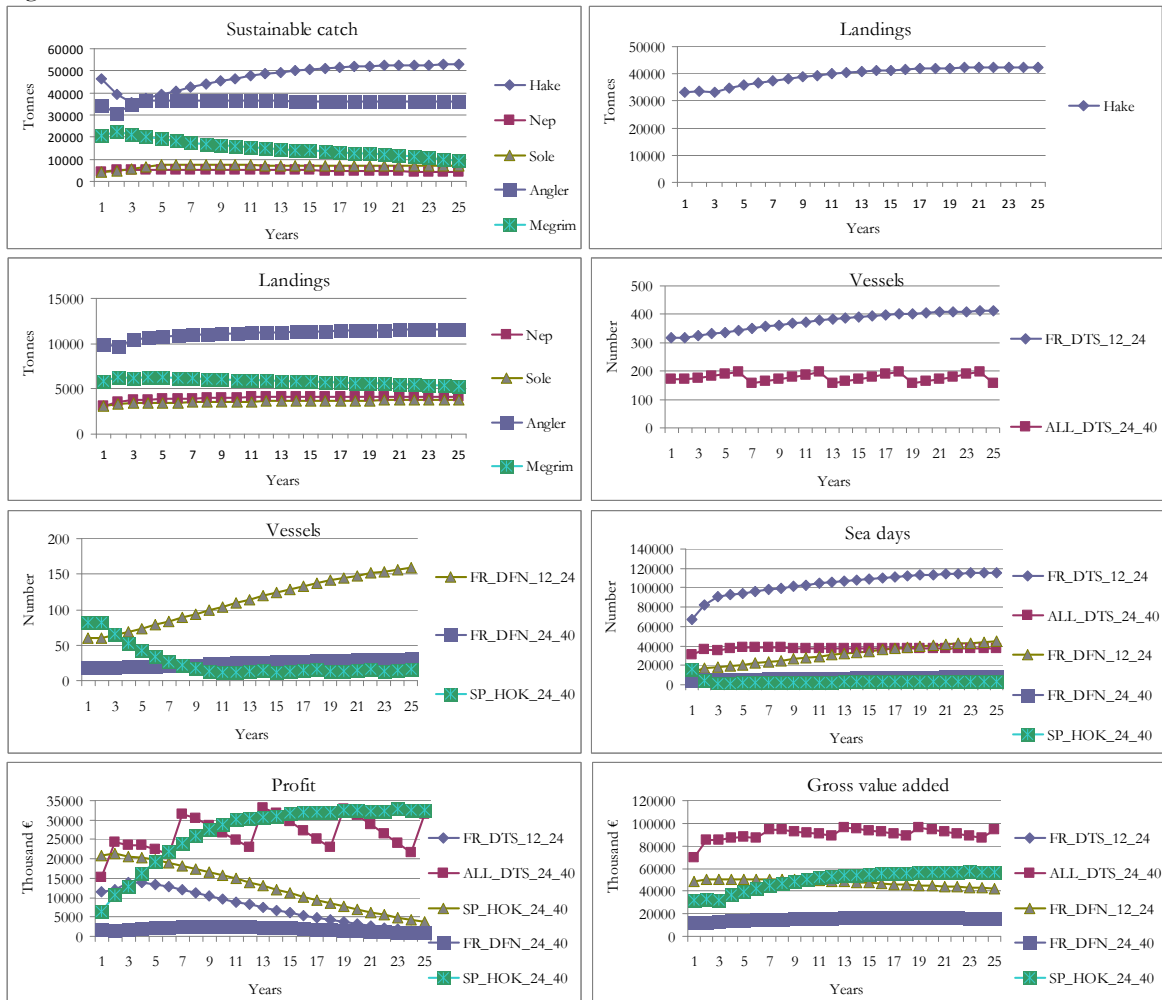 Sustainable catch
Tonnes
60000
50000
40000
30000
20000
10000
0
1 3 5 7 9 11 13 15 17 19 21 23 25
Years
Hake
Nep
Sole
Angler
Megrim
Landings
Tonnes
50000
40000
30000
20000
10000
0
1 3 5 7 9 11 13 15 17 19 21 23 25
Years
Hake
Landings
Tonnes
15000
10000
5000
0
1 3 5 7 9 11 13 15 17 19 21 23 25
Years
Nep
Sole
Angler
Megrim
Vessels
Number
500
400
300
200
100
0
1 3 5 7 9 11 13 15 17 19 21 23 25
Years
FR_DTS_12_24
ALL_DTS_24_40
Vessels
Number
200
150
100
50
0
1 3 5 7 9 11 13 15 17 19 21 23 25
Years
FR_DFN_12_24
FR_DFN_24_40
SP_HOK_24_40
Sea days
Number
140000
120000
100000
80000
60000
40000
20000
0
1 3 5 7 9 11 13 15 17 19 21 23 25
Years
FR_DTS_12_24
ALL_DTS_24_40
FR_DFN_12_24
FR_DFN_24_40
SP_HOK_24_40
Profit
Thousand €
35000
30000
25000
20000
15000
10000
5000
0
1 3 5 7 9 11 13 15 17 19 21 23 25
Years
FR_DTS_12_24
ALL_DTS_24_40
SP_HOK_24_40
FR_DFN_24_40
SP_HOK_24_40
Gross value added
Thousand €
120000
100000
80000
60000
40000
20000
0
1 3 5 7 9 11 13 15 17 19 21 23 25
Years
FR_DTS_12_24
ALL_DTS_24_40
FR_DFN_12_24
FR_DFN_24_40
SP_HOK_24_40